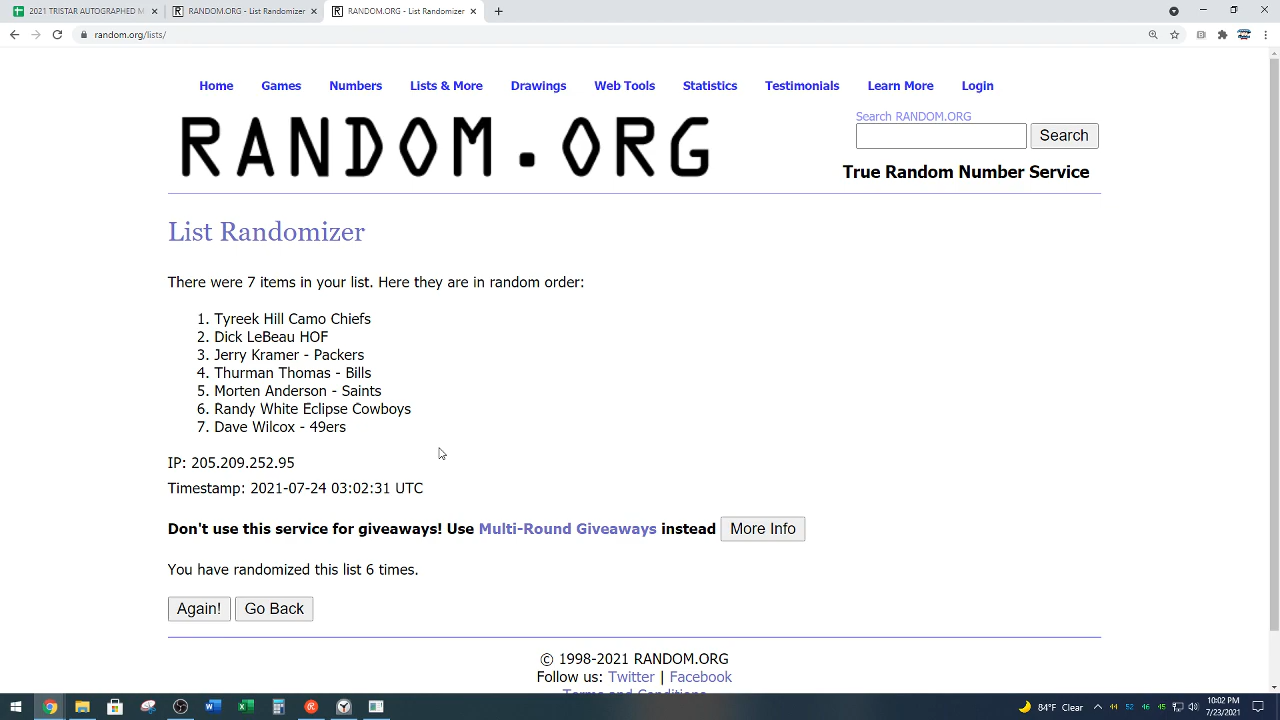 2021 TRISTAR AUTOGRAPHED M
RANDOM.ORG - List Randomizer
RANDOM.ORG - List Randomizer
random.org/lists/
Home Games Numbers Lists & More Drawings Web Tools Statistics Testimonials Learn More Login
RANDOM.ORG
Search RANDOM.ORG
Search
True Random Number Service
List Randomizer
There were 7 items in your list. Here they are in random order:
1. Tyreek Hill Camo Chiefs
2. Dick LeBeau HOF
3. Jerry Kramer - Packers
4. Thurman Thomas - Bills
5. Morten Anderson - Saints
6. Randy White Eclipse Cowboys
7. Dave Wilcox - 49ers
IP: 205.209.252.95
Timestamp: 2021-07-24 03:02:31 UTC
Don't use this service for giveaways! Use Multi-Round Giveaways instead More Info
You have randomized this list 6 times.
Again! Go Back
© 1998-2021 RANDOM.ORG
Follow us: Twitter | Facebook
Terms and Conditions
84°F Clear 44 52 46 45 10:02 PM
7/23/2021